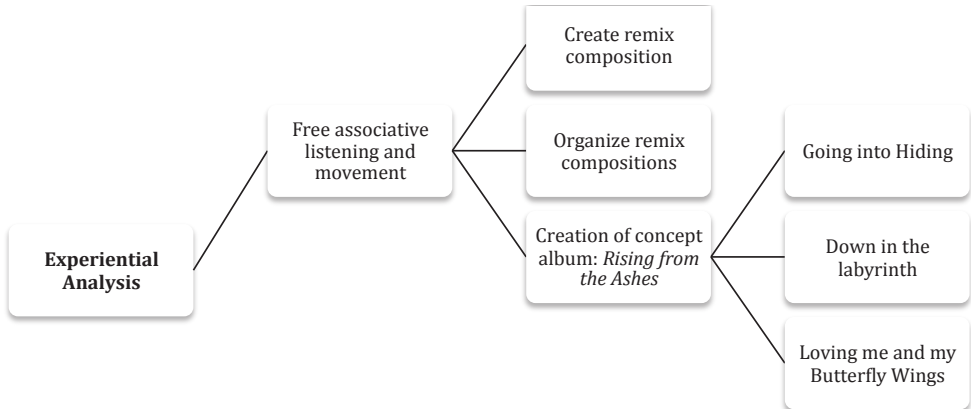 Experiential
Analysis
Free associative
listening and
movement
Create remix
composition
Organize remix
compositions
Creation of concept
album: Rising from
the Ashes
Going into Hiding
Down in the
labyrinth
Loving me and my
Butterfly Wings